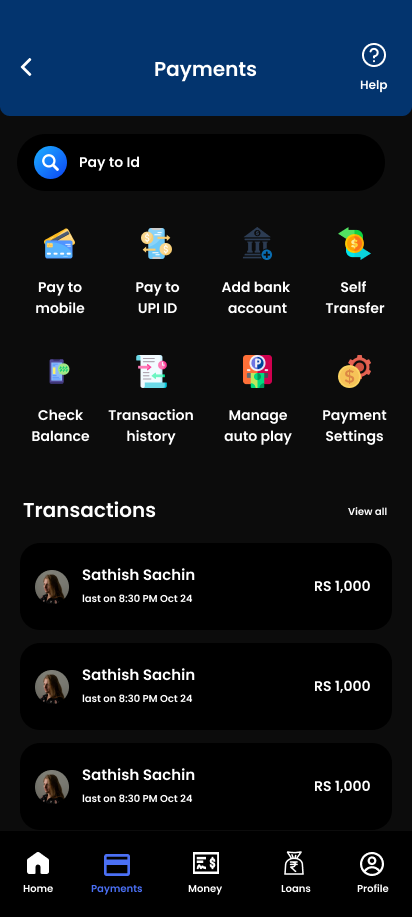 Payments
Help
Pay to Id
Pay to
mobile
Pay to
UPI ID
Add bank
account
Self
Transfer
Check
Balance
Transaction
history
Manage
auto play
Payment
Settings
Transactions
View all
Sathish Sachin
last on 8:30 PM Oct 24
RS 1,000
Sathish Sachin
last on 8:30 PM Oct 24
RS 1,000
Sathish Sachin
last on 8:30 PM Oct 24
RS 1,000
Home
Payments
Money
Loans
Profile